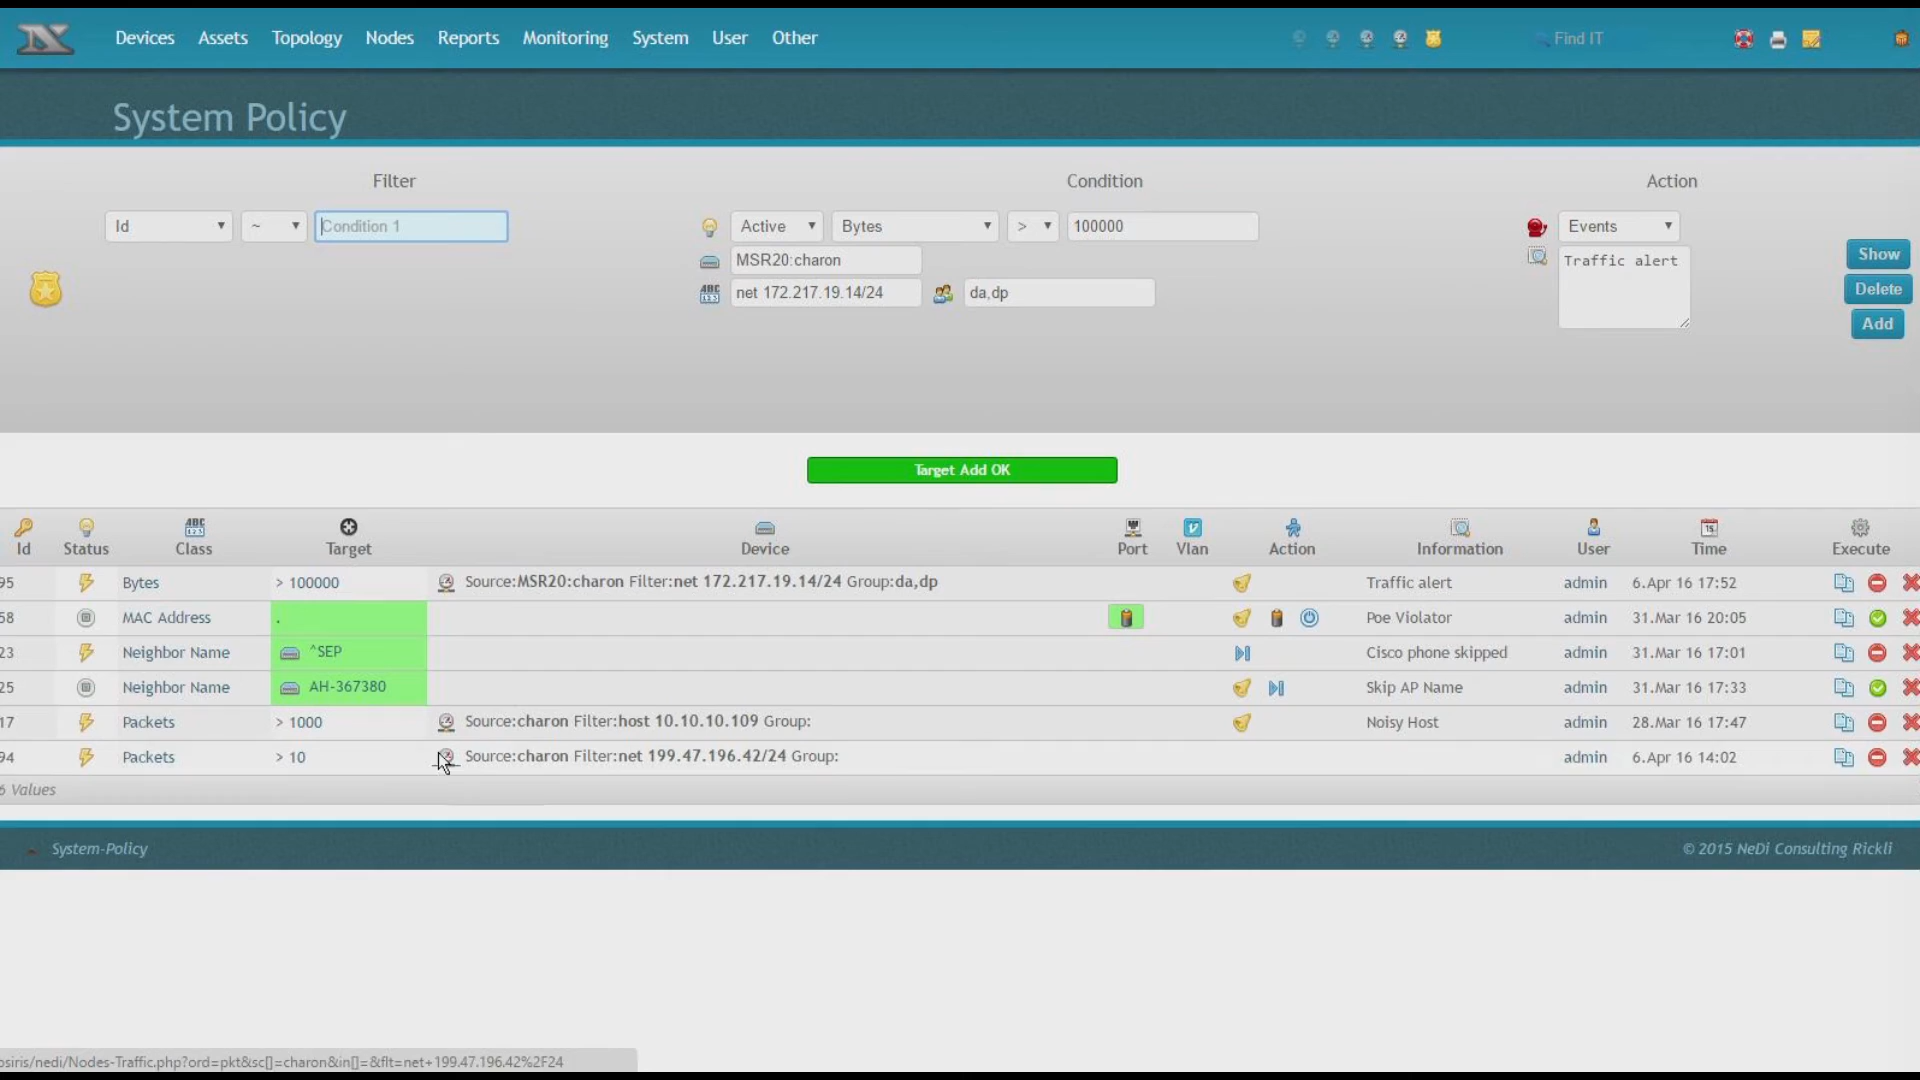 Devices Assets Topology Nodes Reports Monitoring System User Other Find IT
System Policy
Filter Condition Action
Id ~ Condition 1 Active Bytes > 100000 Events
MSR20:charon Traffic alert Show
net 172.217.19.14/24 da,dp Delete
Add
Target Add OK
Id Status Class Target Device Port Vlan Action Information User Time Execute
95 Bytes > 100000 Source:MSR20:charon Filter:net 172.217.19.14/24 Group:da,dp Traffic alert admin 6.Apr 16 17:52
58 MAC Address . Poe Violator admin 31.Mar 16 20:05
23 Neighbor Name ^SEP Cisco phone skipped admin 31.Mar 16 17:01
25 Neighbor Name AH-367380 Skip AP Name admin 31.Mar 16 17:33
17 Packets > 1000 Source:charon Filter:host 10.10.10.109 Group: Noisy Host admin 28.Mar 16 17:47
94 Packets > 10 Source:charon Filter:net 199.47.196.42/24 Group: admin 6.Apr 16 14:02
6 Values
System-Policy © 2015 NeDi Consulting Rickli
osiris/nedi/Nodes-Traffic.php?ord=pkt&sc[]=charon&in[]=&flt=net+199.47.196.42%2F24